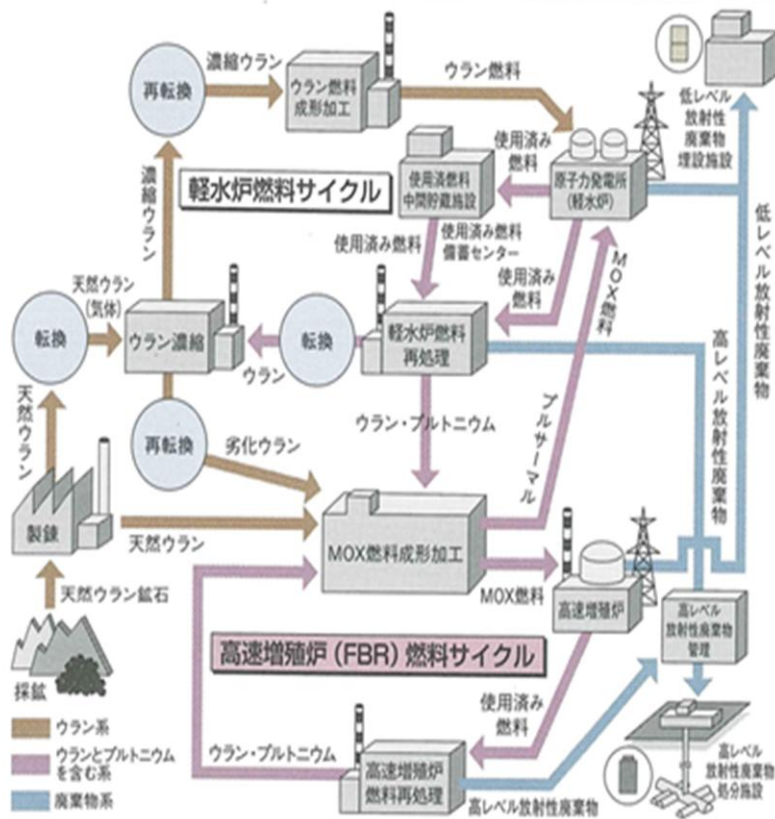 濃縮ウラン
再転換
ウラン燃料
成形加工
ウラン燃料
低レベル
放射性
廃棄物
埋設施設
使用済み
燃料
使用済燃料
中間貯蔵施設
原子力発電所
(軽水炉)
軽水炉燃料サイクル
濃縮ウラン
使用済み燃料
使用済み燃料
備蓄センター
使用済み
燃料
MOX燃料
低レベル放射性廃棄物
天然ウラン
(気体)
転換
ウラン濃縮
転換
ウラン
軽水炉燃料
再処理
高レベル放射性廃棄物
天然ウラン
再転換
劣化ウラン
ウラン・プルトニウム
プルサーマル
製錬
天然ウラン
MOX燃料成形加工
MOX燃料
高速増殖炉
高レベル
放射性廃棄物
管理
天然ウラン鉱石
採鉱
高速増殖炉(FBR)燃料サイクル
使用済み
燃料
ウラン系
ウランとプルトニウム
を含む系
廃棄物系
ウラン・プルトニウム
高速増殖炉
燃料再処理
高レベル放射性廃棄物
高レベル
放射性廃棄物
処分施設